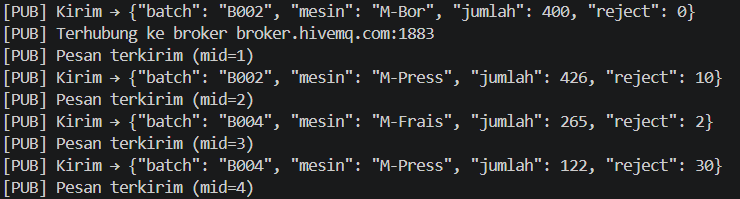 [PUB] Kirim → {"batch": "B002", "mesin": "M-Bor", "jumlah": 400, "reject": 0}
[PUB] Terhubung ke broker broker.hivemq.com:1883
[PUB] Pesan terkirim (mid=1)
[PUB] Kirim → {"batch": "B002", "mesin": "M-Press", "jumlah": 426, "reject": 10}
[PUB] Pesan terkirim (mid=2)
[PUB] Kirim → {"batch": "B004", "mesin": "M-Frais", "jumlah": 265, "reject": 2}
[PUB] Pesan terkirim (mid=3)
[PUB] Kirim → {"batch": "B004", "mesin": "M-Press", "jumlah": 122, "reject": 30}
[PUB] Pesan terkirim (mid=4)